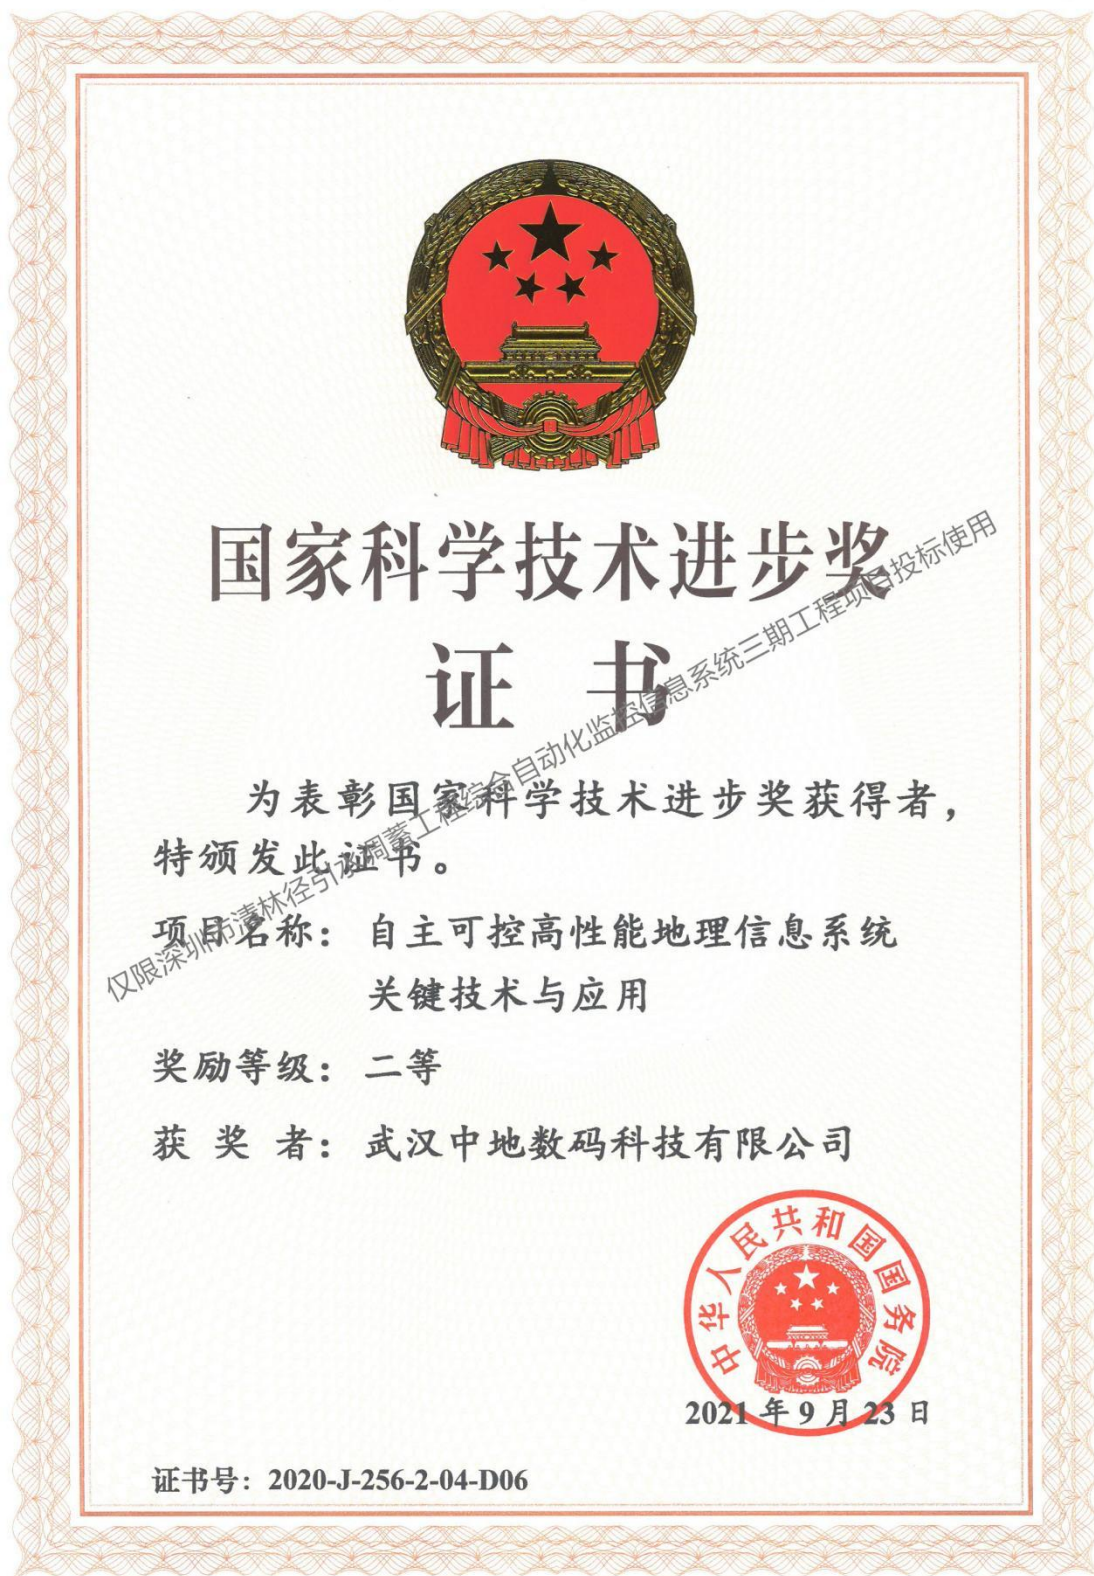 国家科学技术进步奖
证书
为表彰国家科学技术进步奖获得者，
特颁发此证书。
项目名称：自主可控高性能地理信息系统
关键技术与应用
奖励等级：二等
获奖者：武汉中地数码科技有限公司
中华人民共和国国务院
2021年9月23日
证书号：2020-J-256-2-04-D06
仅限深圳市清林径引水调蓄工程综合自动化监控信息系统三期工程项目投标使用